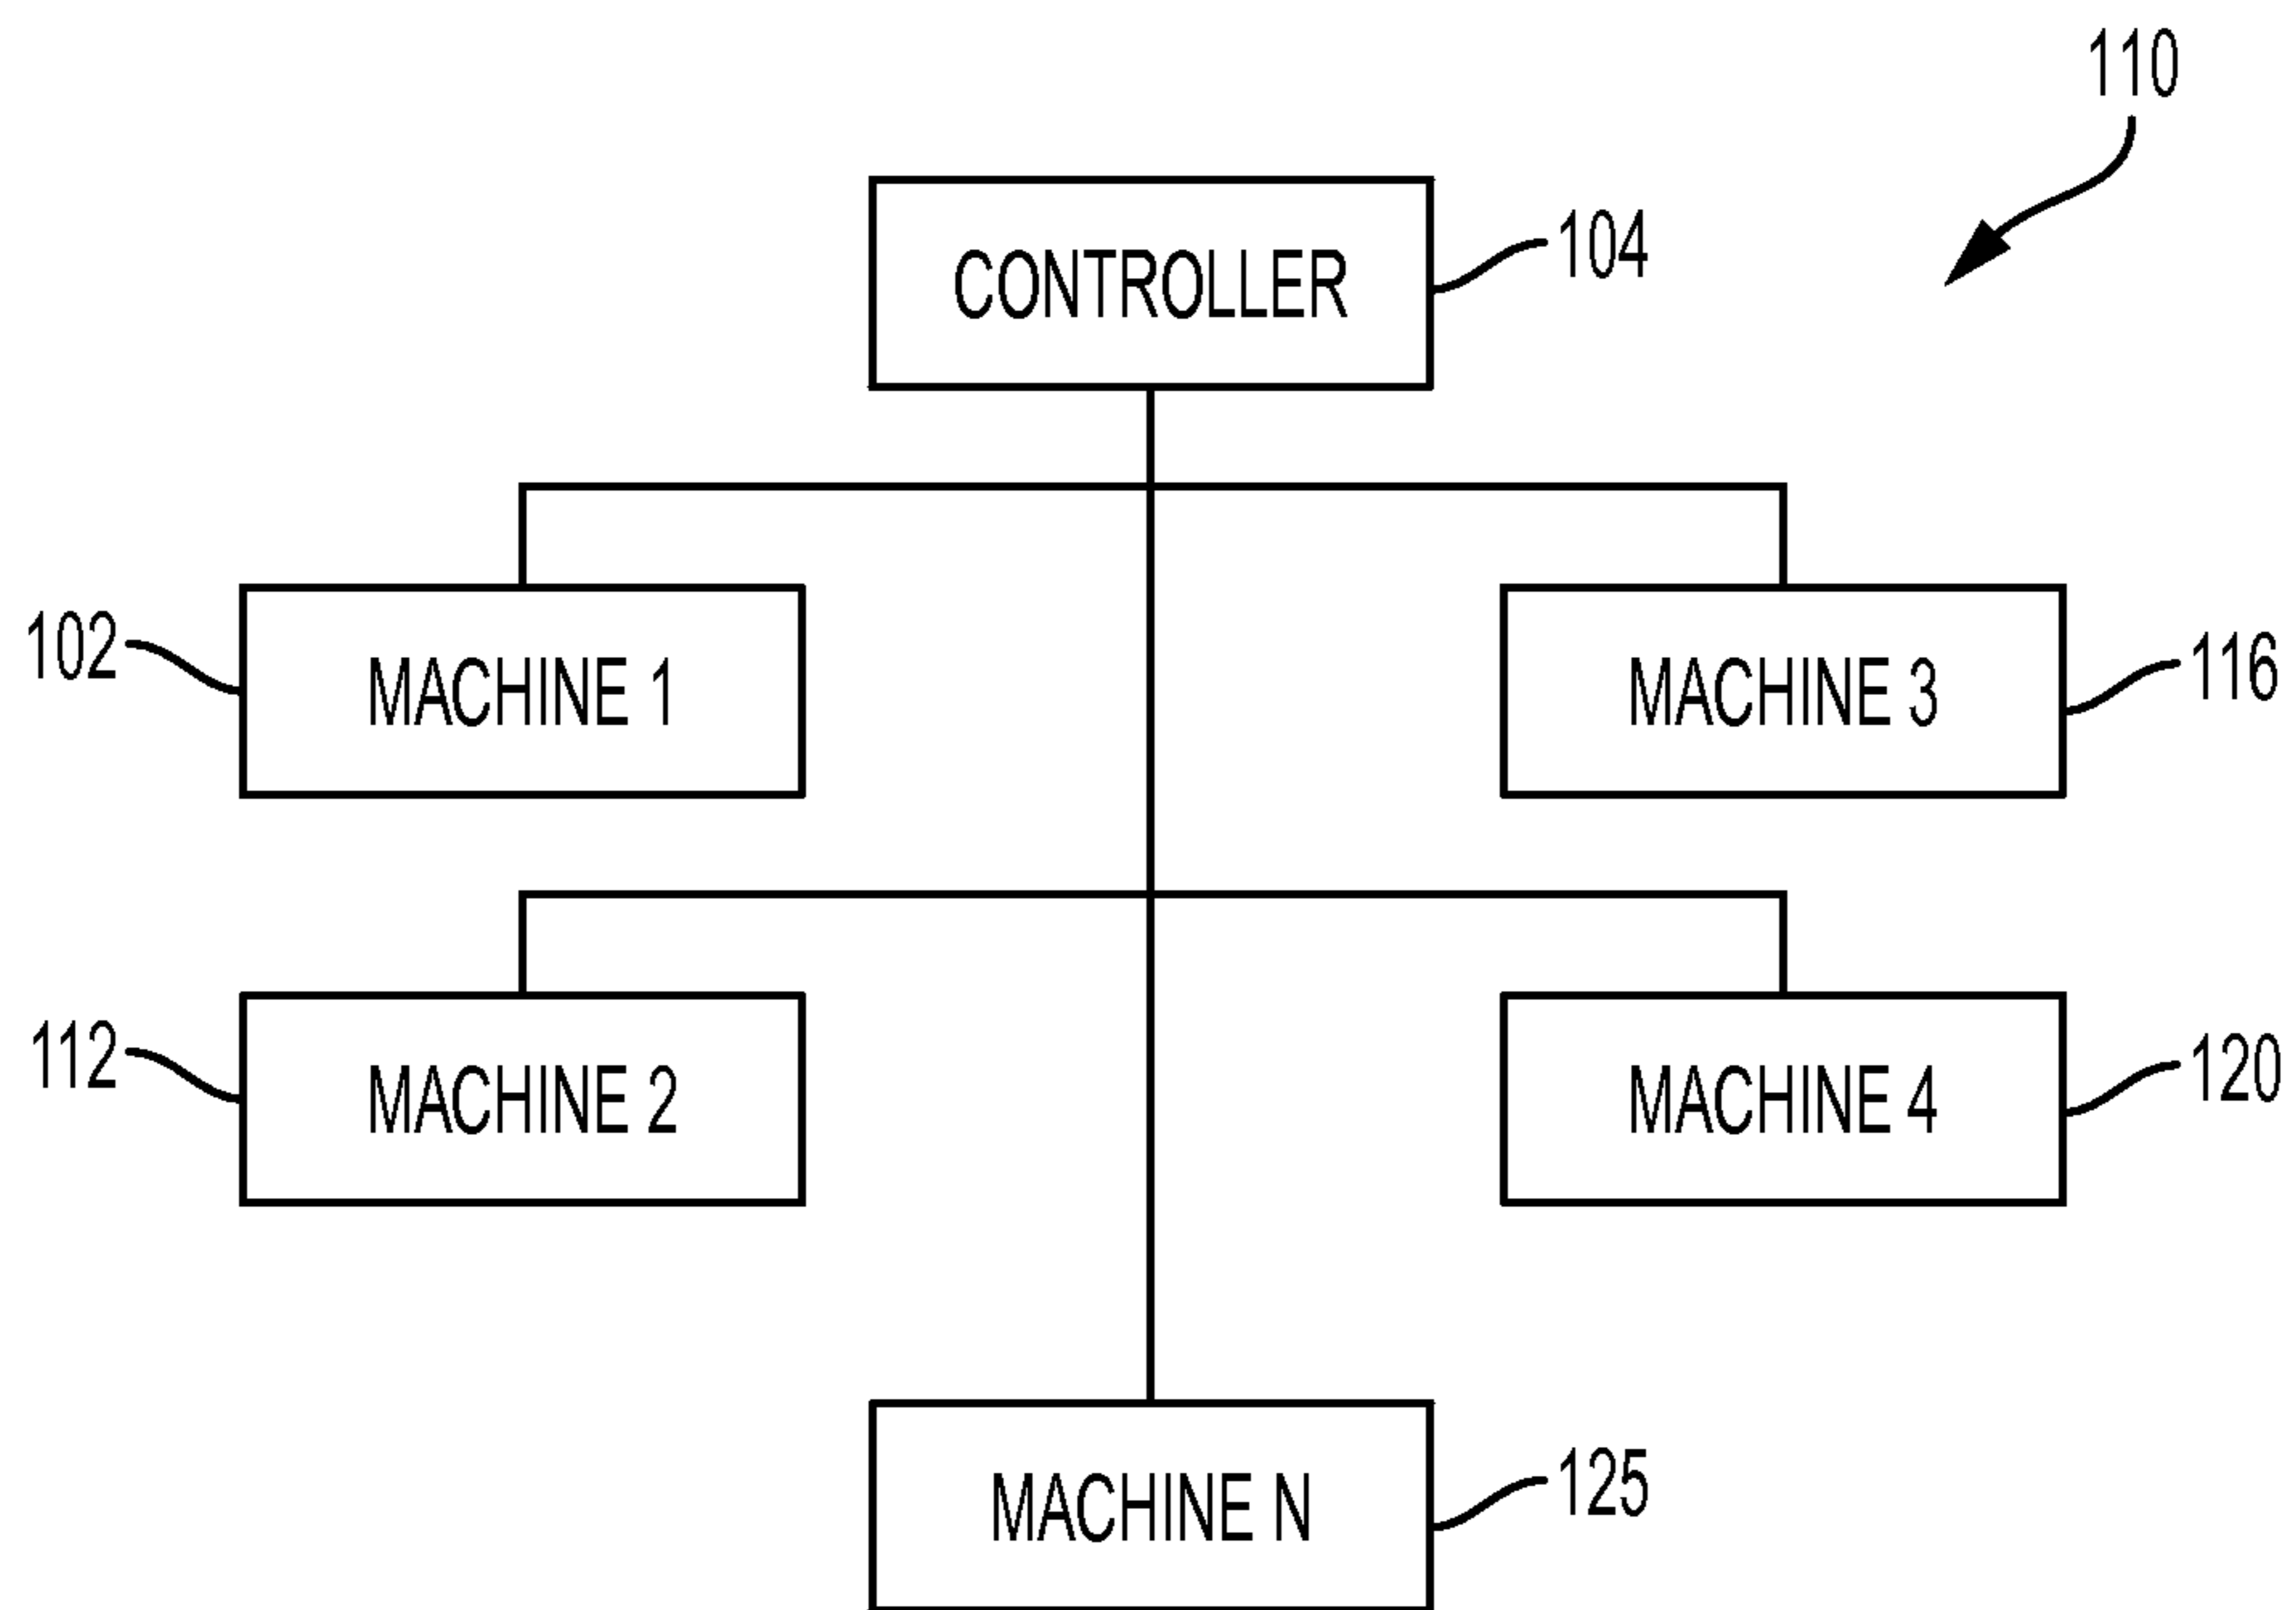 110
CONTROLLER
104
102
MACHINE 1
MACHINE 3
116
112
MACHINE 2
MACHINE 4
120
MACHINE N
125